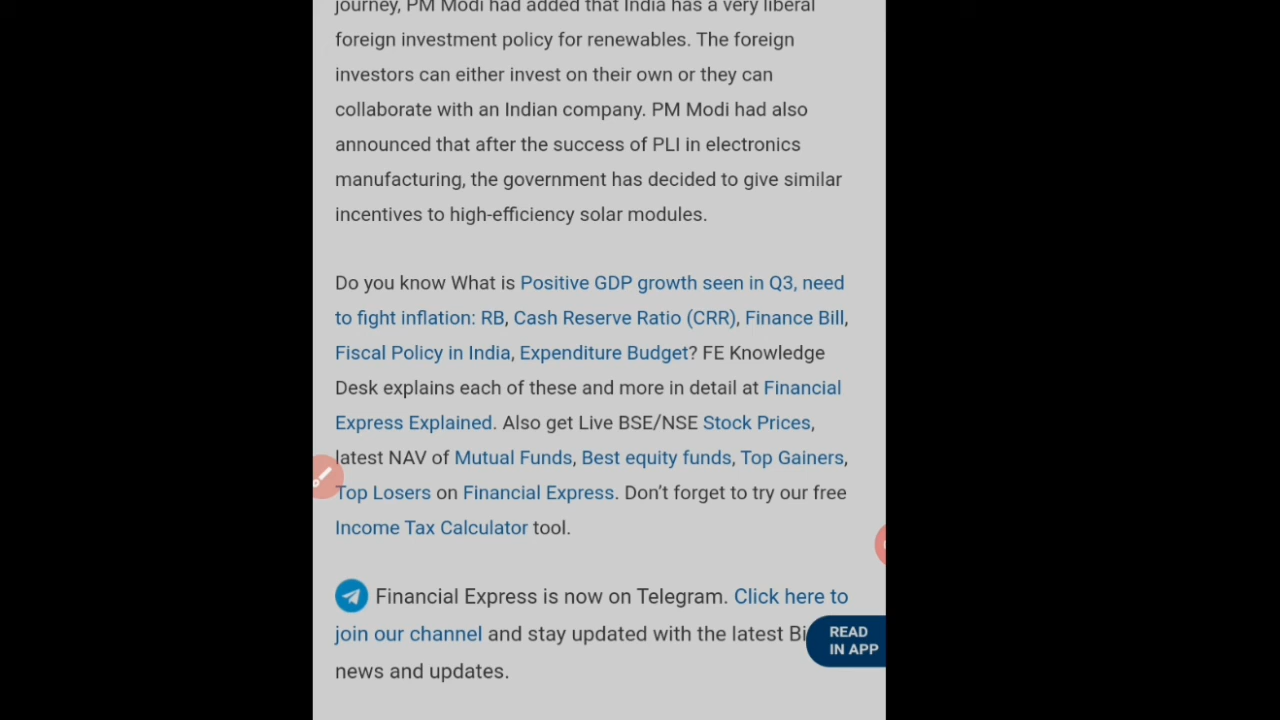 journey, PM Modi had added that India has a very liberal
foreign investment policy for renewables. The foreign
investors can either invest on their own or they can
collaborate with an Indian company. PM Modi had also
announced that after the success of PLI in electronics
manufacturing, the government has decided to give similar
incentives to high-efficiency solar modules.
Do you know What is Positive GDP growth seen in Q3, need
to fight inflation: RB, Cash Reserve Ratio (CRR), Finance Bill,
Fiscal Policy in India, Expenditure Budget? FE Knowledge
Desk explains each of these and more in detail at Financial
Express Explained. Also get Live BSE/NSE Stock Prices,
latest NAV of Mutual Funds, Best equity funds, Top Gainers,
Top Losers on Financial Express. Don’t forget to try our free
Income Tax Calculator tool.
Financial Express is now on Telegram. Click here to
join our channel and stay updated with the latest Bi
news and updates.
READ
IN APP